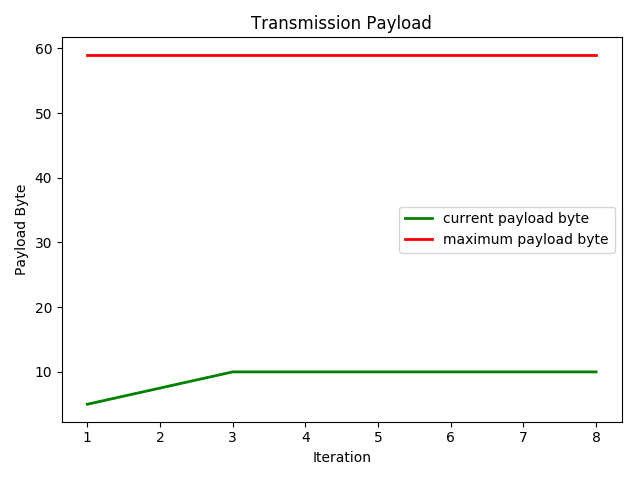 Transmission Payload
60
50
40
30
20
10
Payload Byte
current payload byte
maximum payload byte
1 2 3 4 5 6 7 8
Iteration